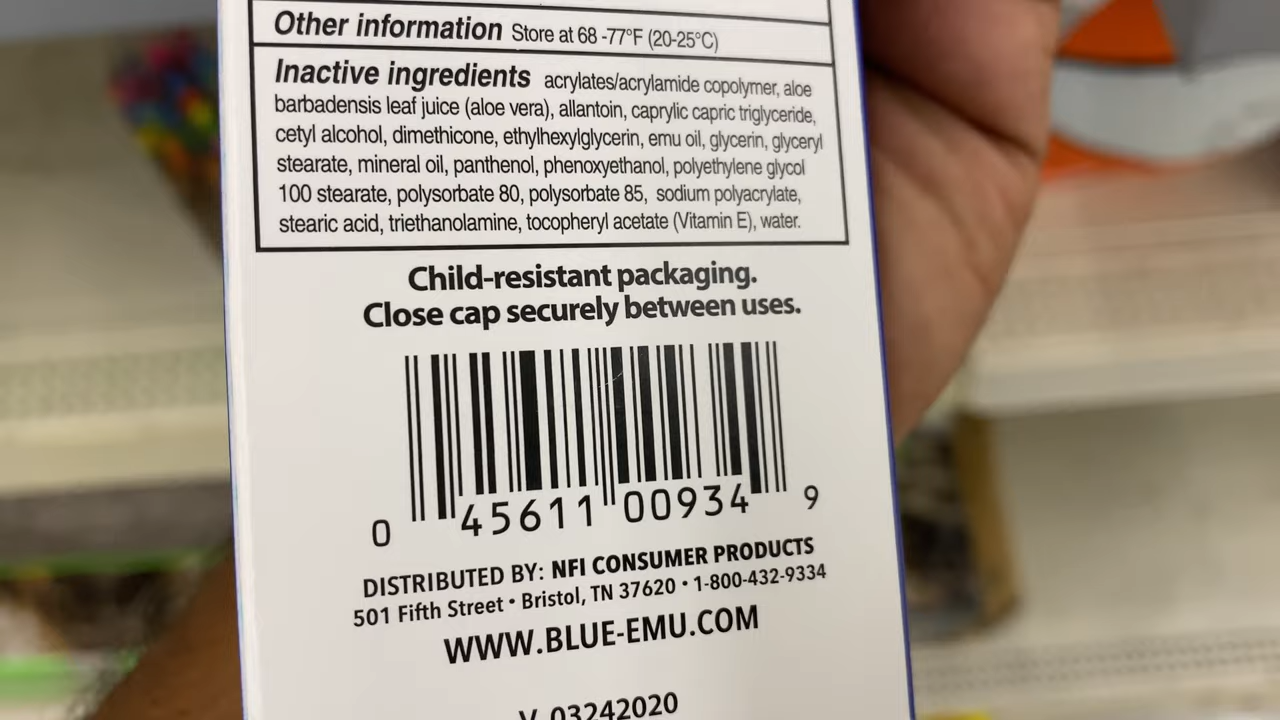 Other information Store at 68 -77°F (20-25°C)
Inactive ingredients acrylates/acrylamide copolymer, aloe
barbadensis leaf juice (aloe vera), allantoin, caprylic capric triglyceride,
cetyl alcohol, dimethicone, ethylhexylglycerin, emu oil, glycerin, glyceryl
stearate, mineral oil, panthenol, phenoxyethanol, polyethylene glycol
100 stearate, polysorbate 80, polysorbate 85, sodium polyacrylate,
stearic acid, triethanolamine, tocopheryl acetate (Vitamin E), water.
Child-resistant packaging.
Close cap securely between uses.
0 45611 00934 9
DISTRIBUTED BY: NFI CONSUMER PRODUCTS
501 Fifth Street • Bristol, TN 37620 • 1-800-432-9334
WWW.BLUE-EMU.COM
V 03242020